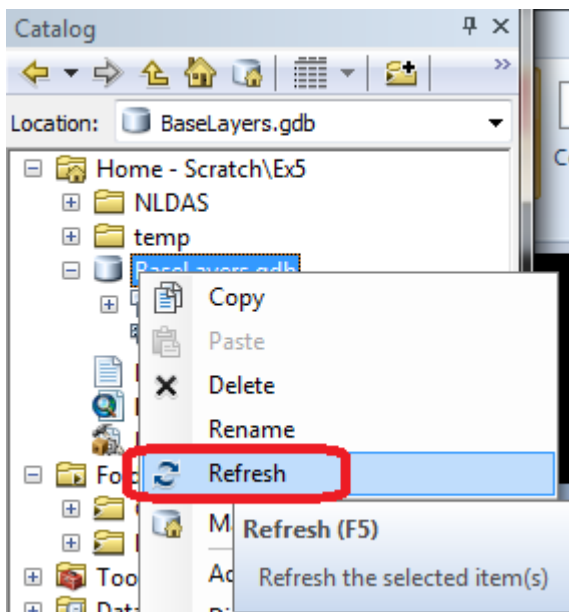 Catalog
Location: BaseLayers.gdb
Home - Scratch\Ex5
NLDAS
temp
BaseLayers.gdb
Copy
Paste
Delete
Rename
Refresh
Refresh (F5)
Refresh the selected item(s)